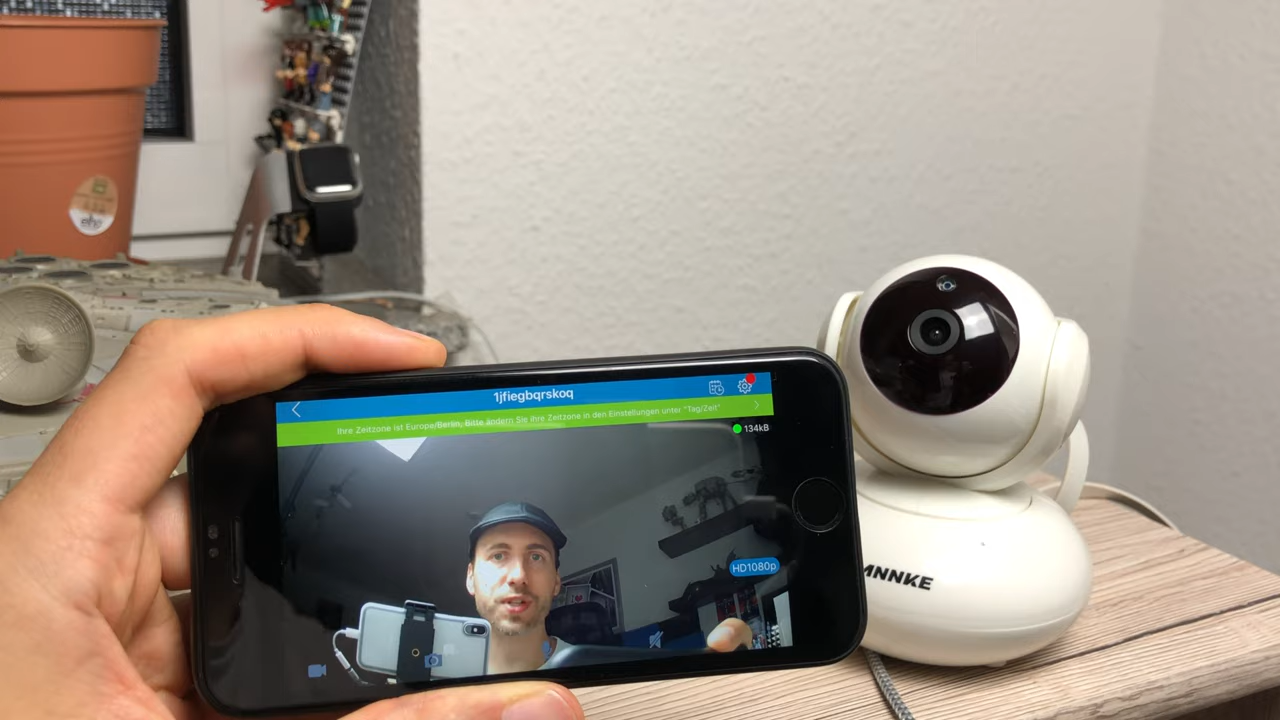 1jfiegbqrskoq
Ihre Zeitzone ist Europe/Berlin, Bitte ändern Sie ihre Zeitzone in den Einstellungen unter "Tag/Zeit"
134kB
HD1080p
ANNKE